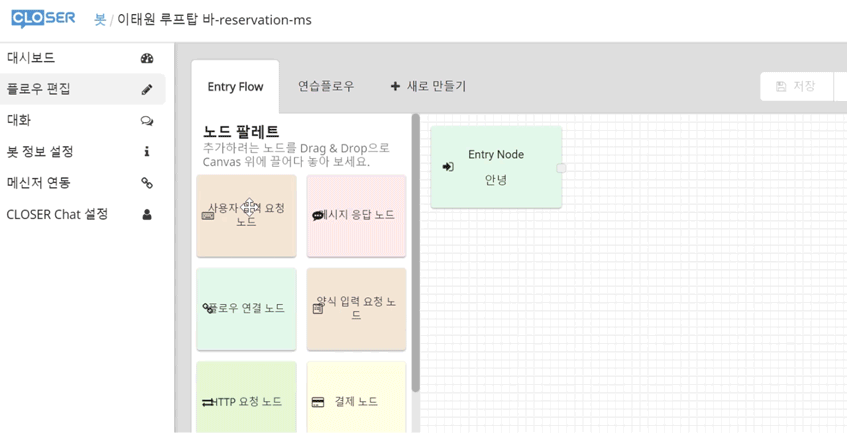 CLOSER 봇 / 이태원 루프탑 바-reservation-ms
대시보드
플로우 편집
대화
봇 정보 설정
메신저 연동
CLOSER Chat 설정
Entry Flow 연습플로우 + 새로 만들기 저장
노드 팔레트
추가하려는 노드를 Drag & Drop으로
Canvas 위에 끌어다 놓아 보세요.
사용자 요청
노드
메시지 응답 노드
플로우 연결 노드
양식 입력 요청 노
드
HTTP 요청 노드
결제 노드
Entry Node
안녕